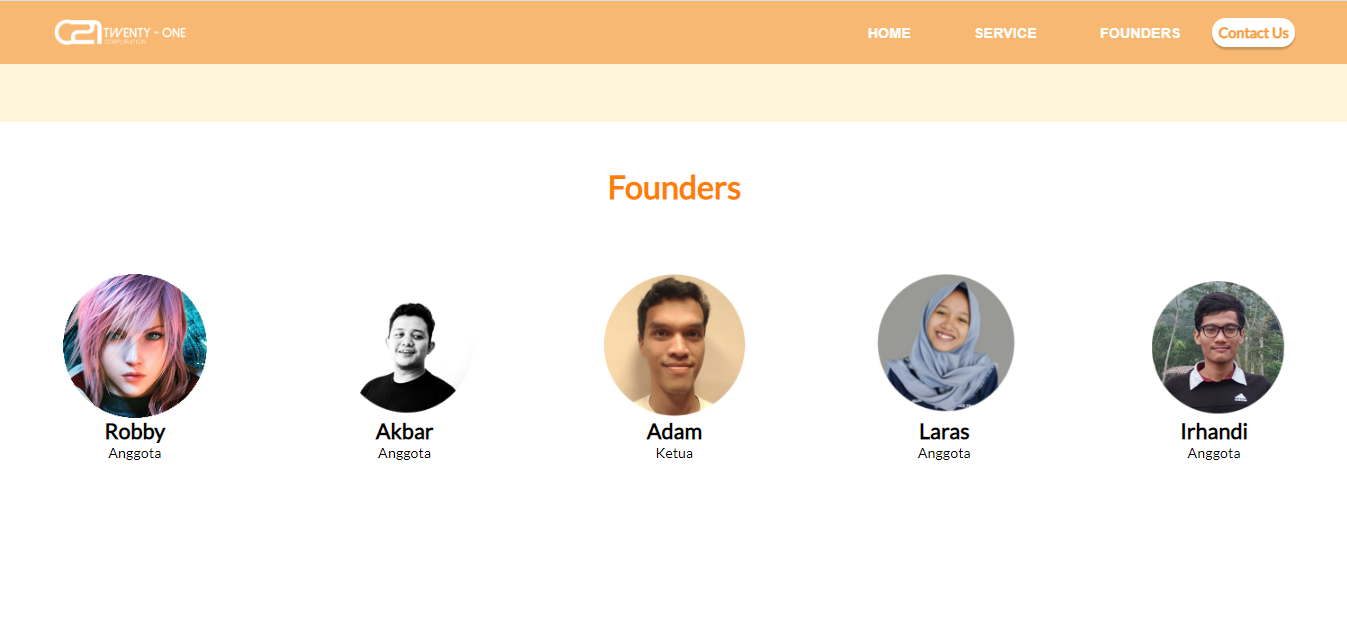 C21 TWENTY - ONE
CORPORATION
HOME
SERVICE
FOUNDERS
Contact Us
Founders
Robby
Anggota
Akbar
Anggota
Adam
Ketua
Laras
Anggota
Irhandi
Anggota